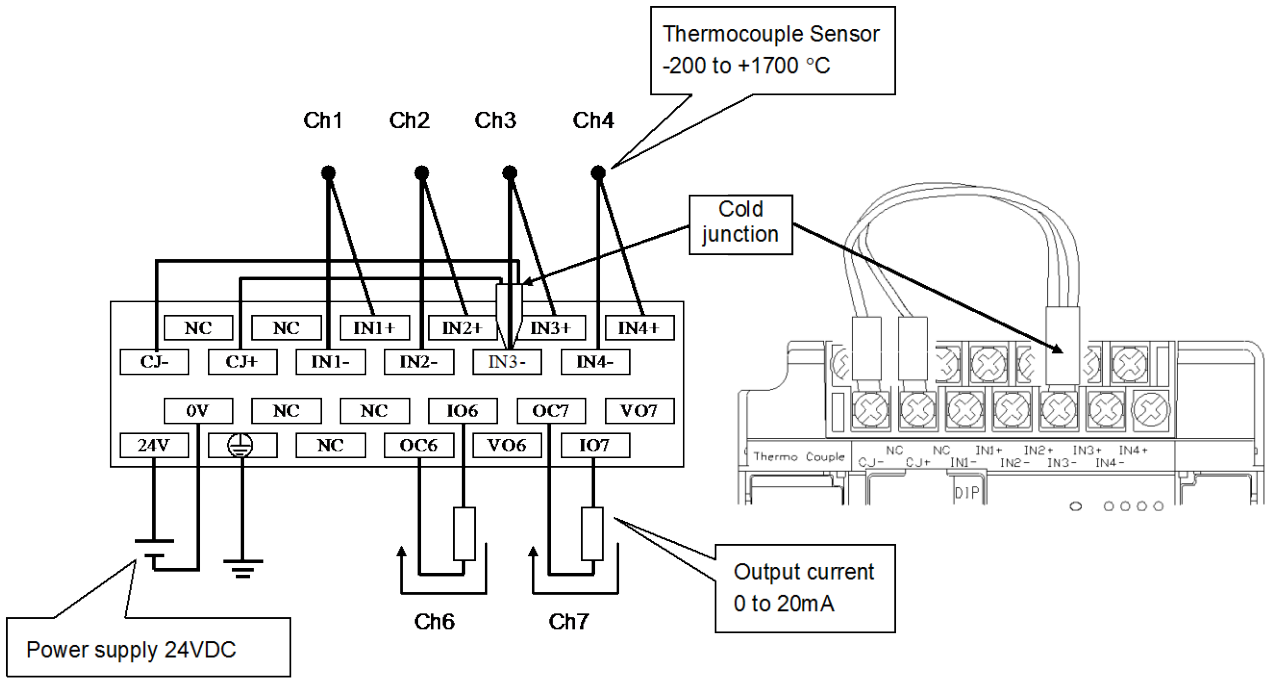 Thermocouple Sensor
-200 to +1700 °C
Ch1 Ch2 Ch3 Ch4
Cold
junction
NC NC IN1+ IN2+ IN3+ IN4+
CJ- CJ+ IN1- IN2- IN3- IN4-
0V NC NC IO6 OC7 VO7
24V NC OC6 VO6 IO7
Thermo Couple
NC NC IN1+ IN2+ IN3+ IN4+
CJ- CJ+ IN1- IN2- IN3- IN4-
DIP
Output current
0 to 20mA
Ch6 Ch7
Power supply 24VDC